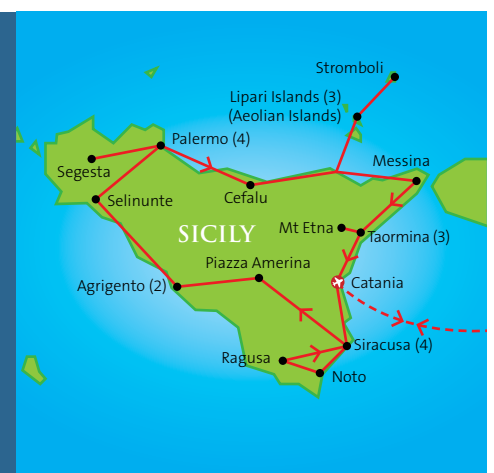 Stromboli
Lipari Islands (3)
(Aeolian Islands)
Palermo (4)
Messina
Segesta
Selinunte
Cefalu
SICILY
Mt Etna
Taormina (3)
Piazza Amerina
Agrigento (2)
Catania
Siracusa (4)
Ragusa
Noto